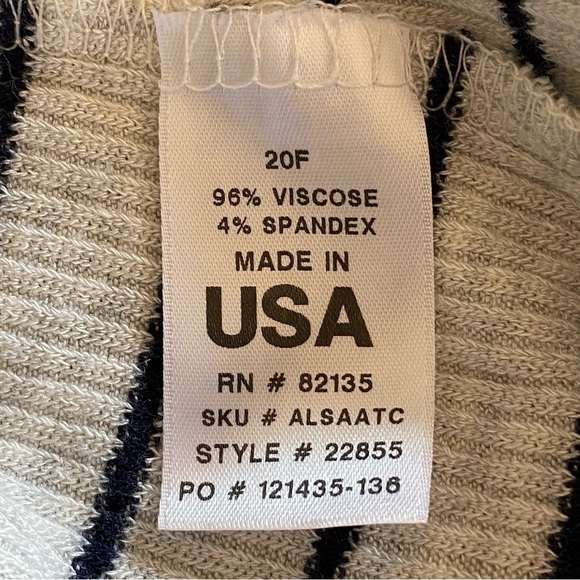 20F
96% VISCOSE
4% SPANDEX
MADE IN
USA
RN # 82135
SKU # ALSAATC
STYLE # 22855
PO # 121435-136